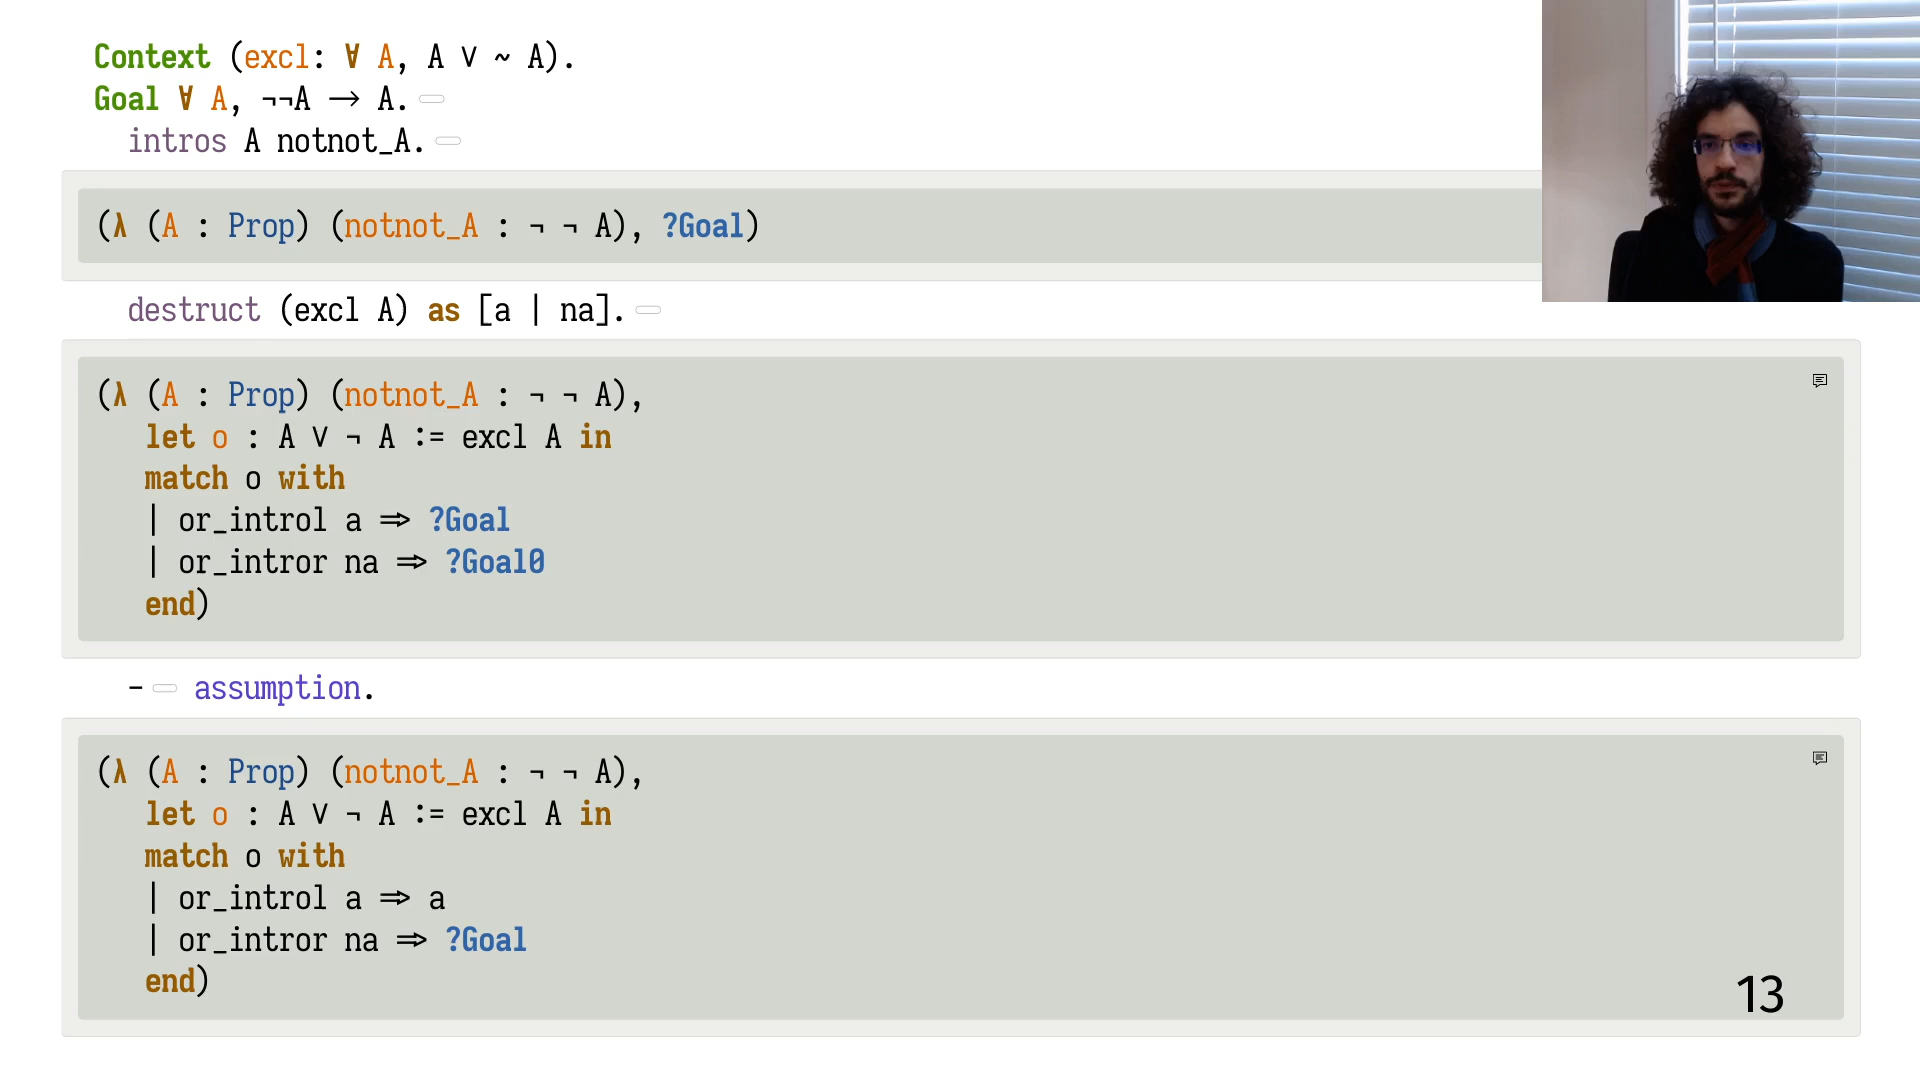 Context (excl: ∀ A, A ∨ ~ A).
Goal ∀ A, ¬¬A → A.
intros A notnot_A.
(λ (A : Prop) (notnot_A : ¬ ¬ A), ?Goal)
destruct (excl A) as [a | na].
(λ (A : Prop) (notnot_A : ¬ ¬ A),
let o : A ∨ ¬ A := excl A in
match o with
| or_introl a ⇒ ?Goal
| or_intror na ⇒ ?Goal0
end)
- assumption.
(λ (A : Prop) (notnot_A : ¬ ¬ A),
let o : A ∨ ¬ A := excl A in
match o with
| or_introl a ⇒ a
| or_intror na ⇒ ?Goal
end)
13